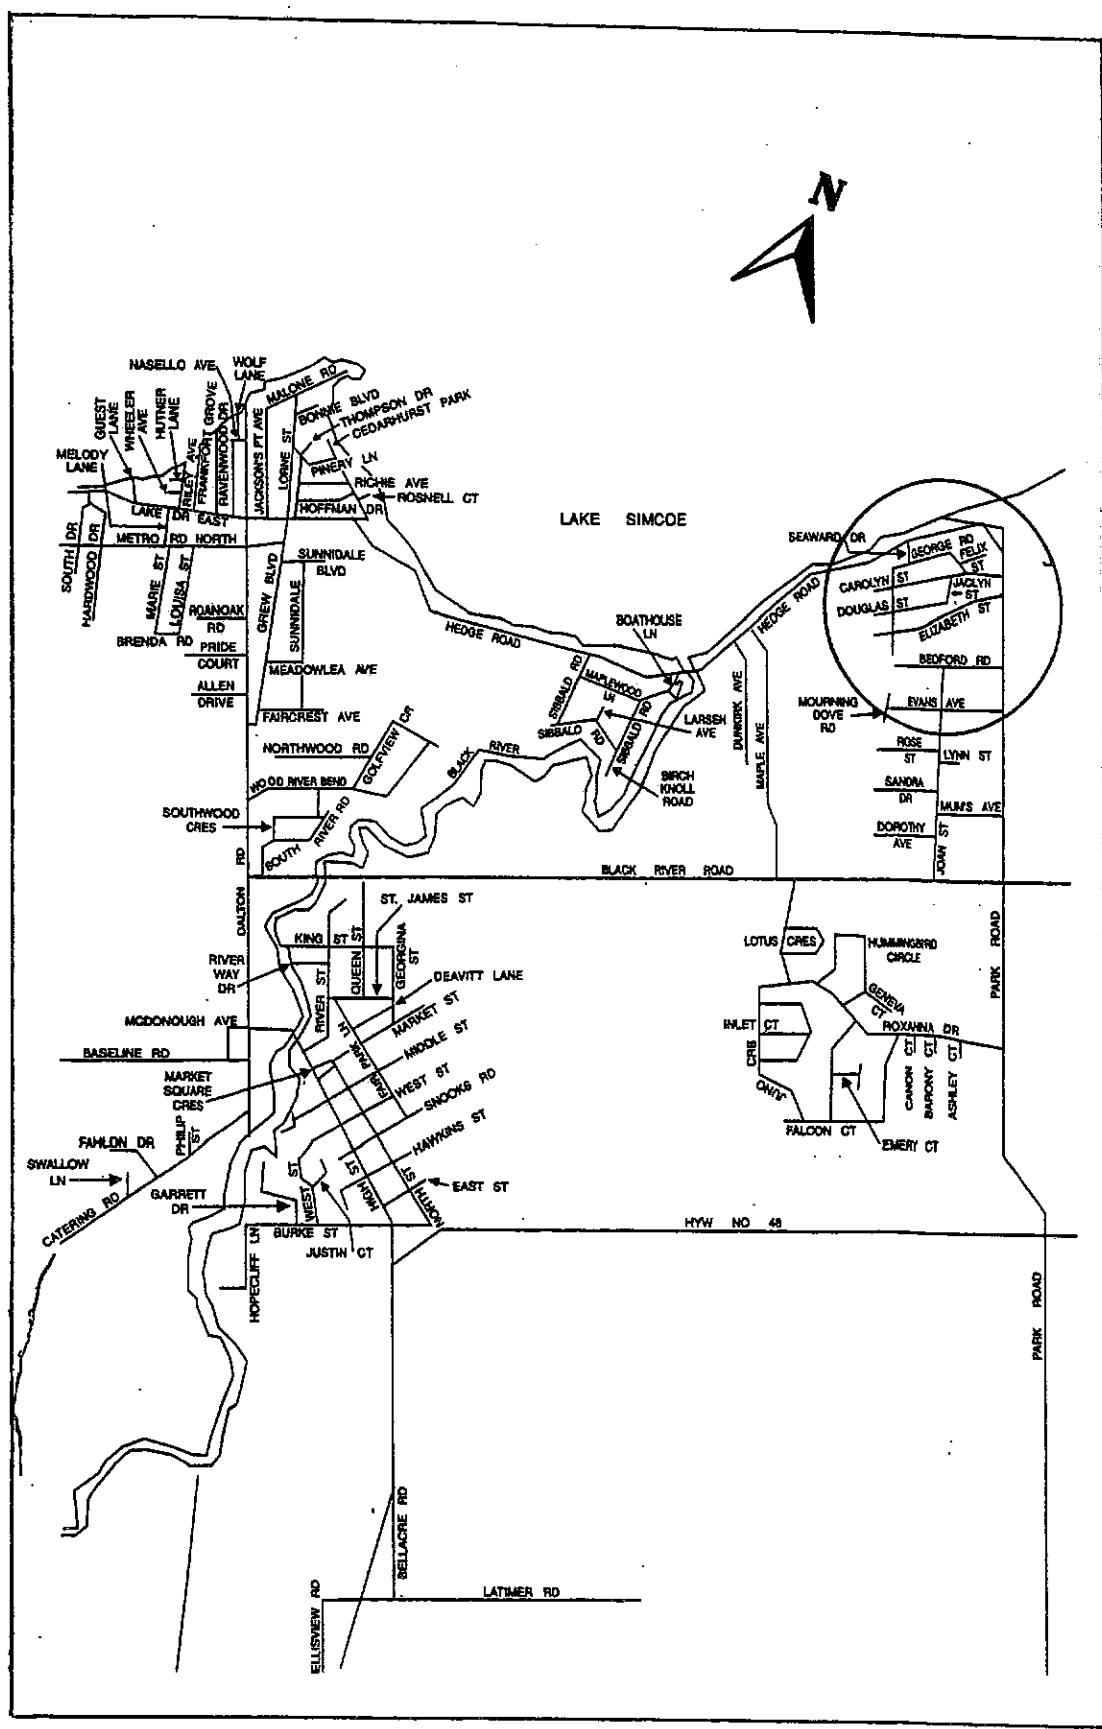 N
NASELLO AVE
WOLF
LANE
GUEST
LANE
WHEELER
AVE
HUTNER
LANE
MELODY
LANE
RILEY AVE
FRANKFORT GROVE
RAVENWOOD DR
JACKSON'S PT AVE
MALONE RD
LORNE ST
BONNIE BLVD
THOMPSON DR
CEDARHURST PARK
PINERY LN
RICHIE AVE
ROSNELL CT
HOFFMAN DR
LAKE DR EAST
METRO RD NORTH
SOUTH DR
HARDWOOD DR
MARIE ST
LOUISA ST
GREW BLVD
SUNNIDALE
BLVD
SUNNIDALE
ROANOAK
RD
BRENDA RD
PRIDE
COURT
MEADOWLEA AVE
ALLEN
DRIVE
FAIRCREST AVE
LAKE SIMCOE
HEDGE ROAD
BOATHOUSE
LN
HEDGE ROAD
SEAWARD DR
GEORGE RD
FELIX
ST
CAROLYN ST
JACLYN
ST
DOUGLAS ST
ELIZABETH ST
BEDFORD RD
EVANS AVE
MOURNING
DOVE
RD
ROSE
ST
LYNN ST
SANDRA
DR
MUM'S AVE
DOROTHY
AVE
JOAN ST
SIBBALD RD
MAPLEWOOD
LN
SIBBALD RD
SIBBALD RD
LARSEN
AVE
BIRCH
KNOLL
ROAD
DUNKIRK AVE
MAPLE AVE
NORTHWOOD RD
GOLFVIEW CR
BLACK RIVER
WOOD RIVER BEND
SOUTHWOOD
CRES
SOUTH RIVER RD
DALTON RD
BLACK RIVER ROAD
ST. JAMES ST
KING ST
QUEEN ST
GEORGINA
ST
RIVER
WAY
DR
RIVER ST
DEAVITT LANE
MARKET ST
MCDONOUGH AVE
PARK LN
FAIR
MIDDLE ST
BASELINE RD
MARKET
SQUARE
CRES
WEST ST
SNOOKS RD
PHILIP
ST
FAHLON DR
HAWKINS ST
SWALLOW
LN
GARRETT
DR
WEST ST
HIGH ST
NORTH ST
EAST ST
CATERING RD
BURKE ST
JUSTIN CT
HOPECLIFF LN
HYW NO 48
LOTUS CRES
HUMMINGBIRD
CIRCLE
GENEVA
CT
INLET CT
ROXANNA DR
CRES
JUNO
CANON CT
BARONY CT
ASHLEY CT
FALCON CT
EMERY CT
PARK ROAD
PARK ROAD
BELLACRE RD
LATIMER RD
ELLISVIEW RD